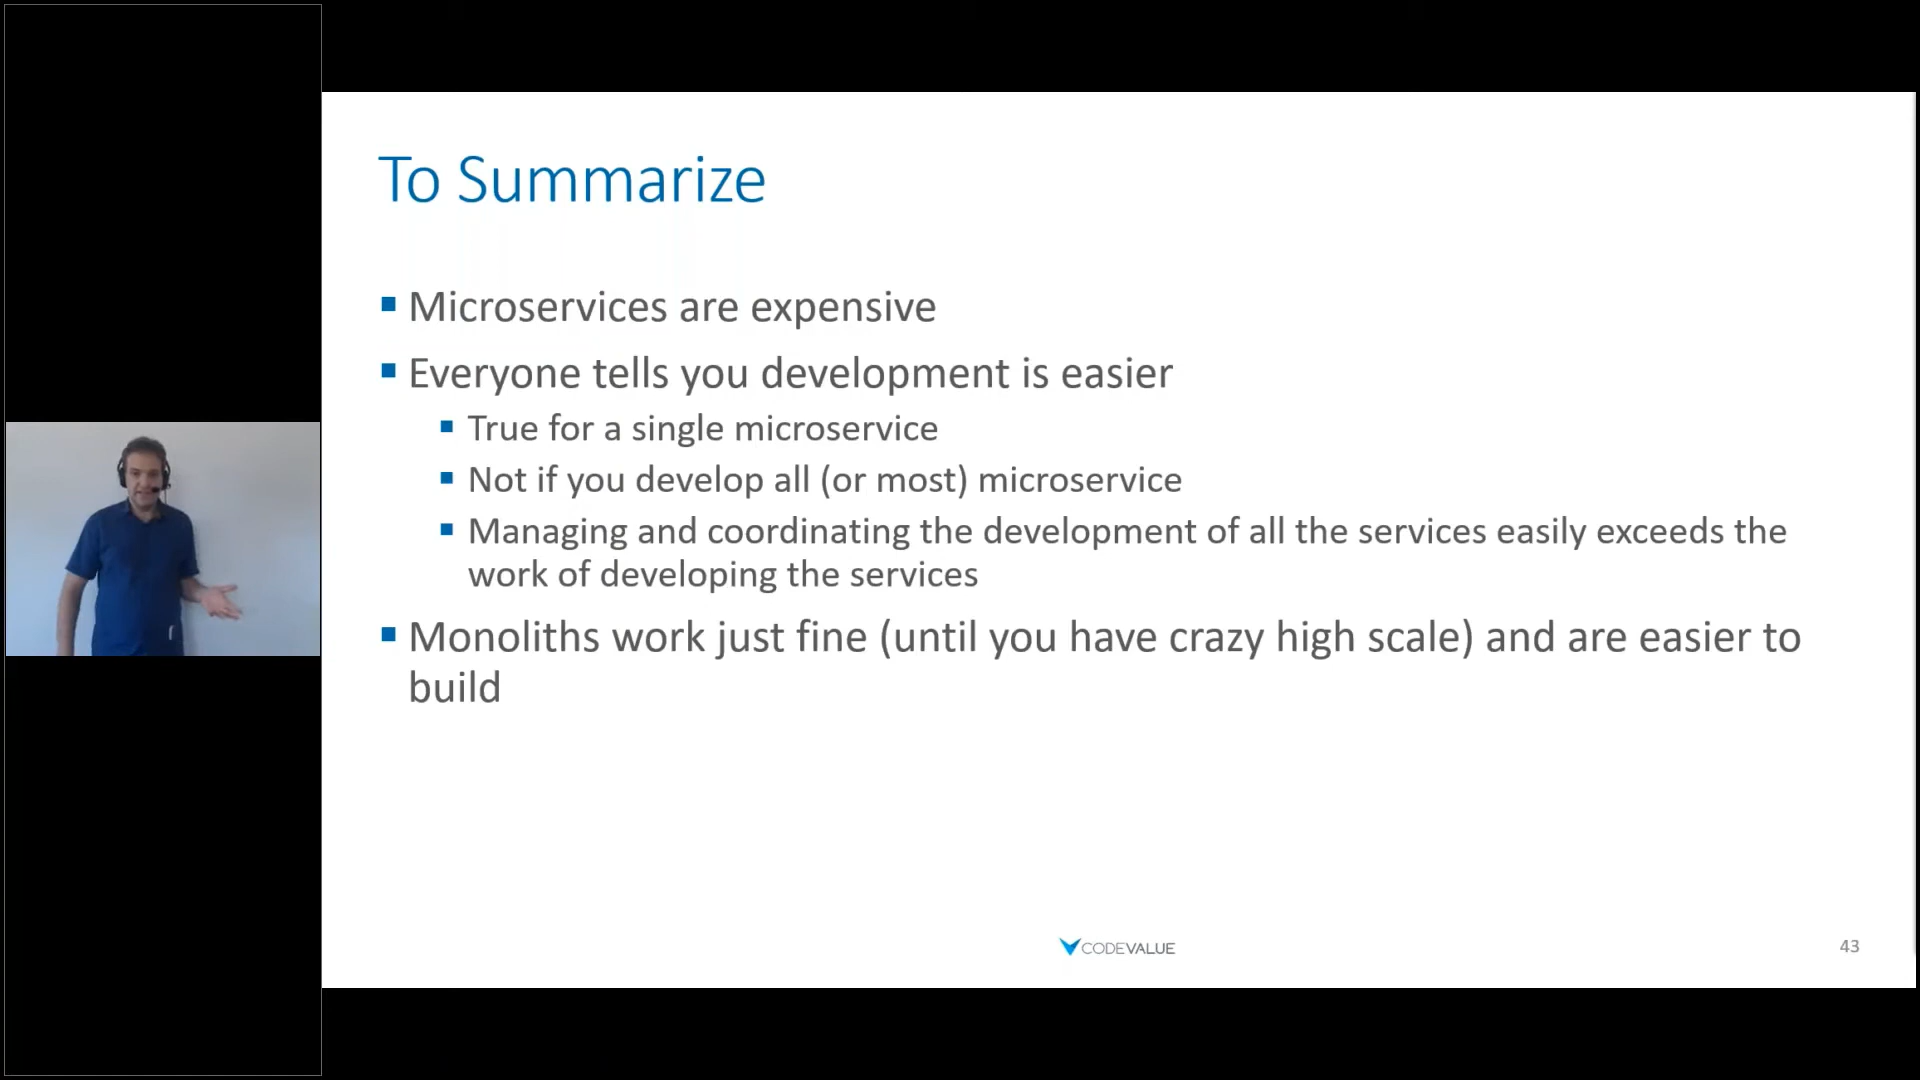 To Summarize
Microservices are expensive
Everyone tells you development is easier
True for a single microservice
Not if you develop all (or most) microservice
Managing and coordinating the development of all the services easily exceeds the
work of developing the services
Monoliths work just fine (until you have crazy high scale) and are easier to
build
CODEVALUE
43